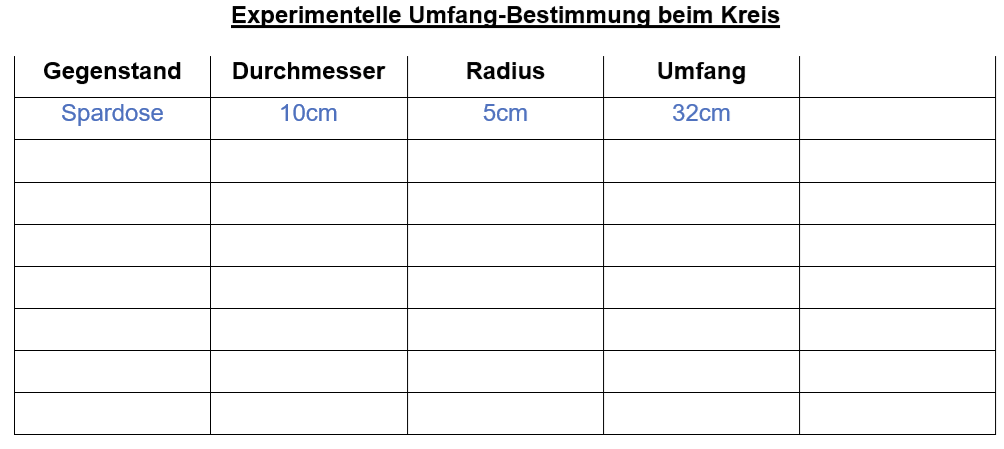 Experimentelle Umfang-Bestimmung beim Kreis
Gegenstand Durchmesser Radius Umfang
Spardose 10cm 5cm 32cm